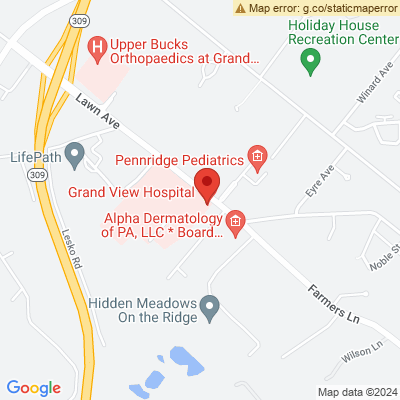 Map error: g.co/staticmaperror
309
Holiday House
Recreation Center
H
Upper Bucks
Orthopaedics at Grand...
Winard Ave
Lawn Ave
LifePath
Pennridge Pediatrics
309
Eyre Ave
Grand View Hospital
Alpha Dermatology
of PA, LLC * Board...
Lesko Rd
Noble St
Hidden Meadows
On the Ridge
Farmers Ln
Wilson Ln
Google
Map data ©2024